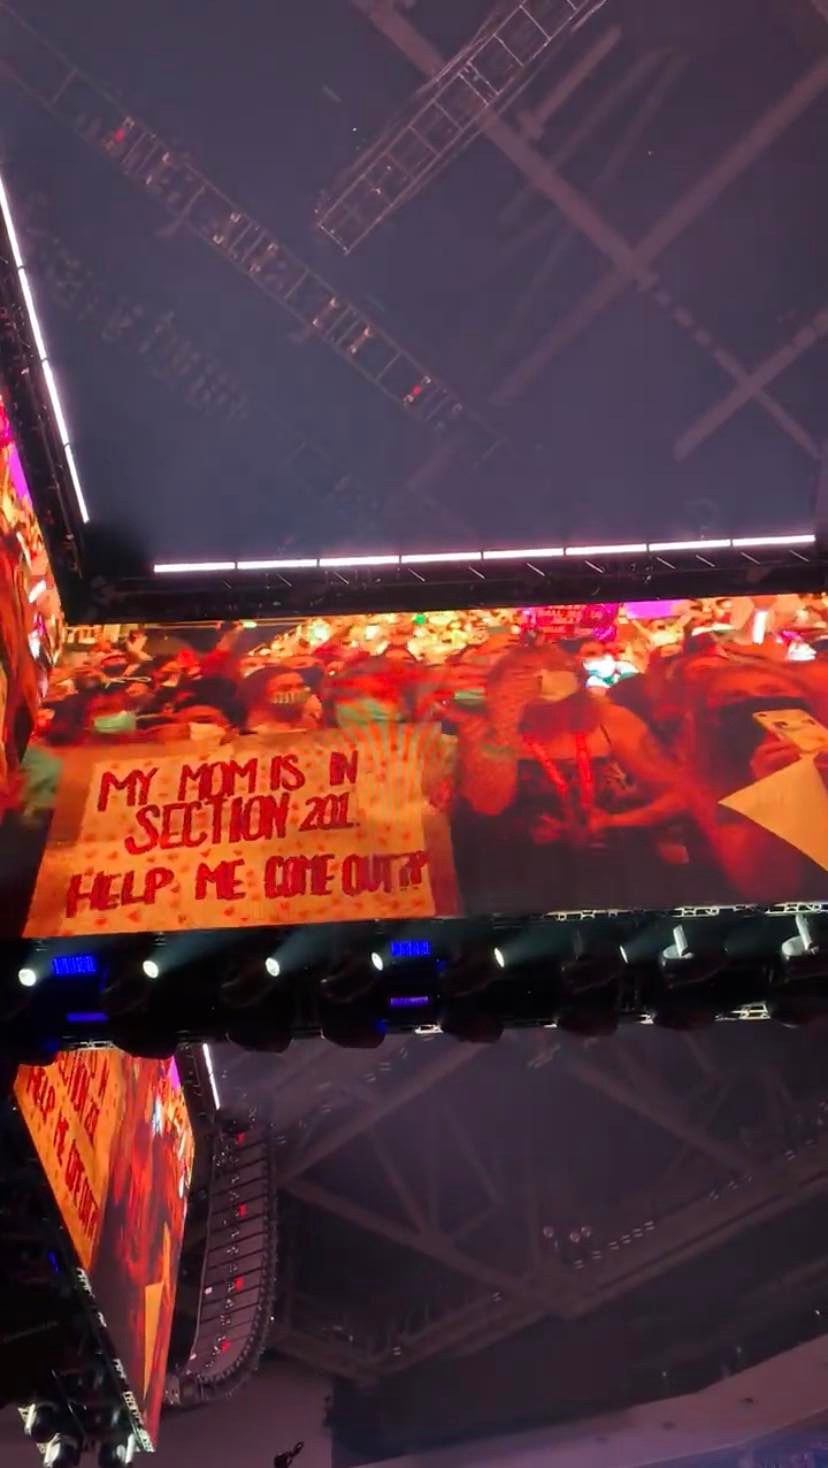 MY MOM IS IN
SECTION 201
HELP ME COME OUT??